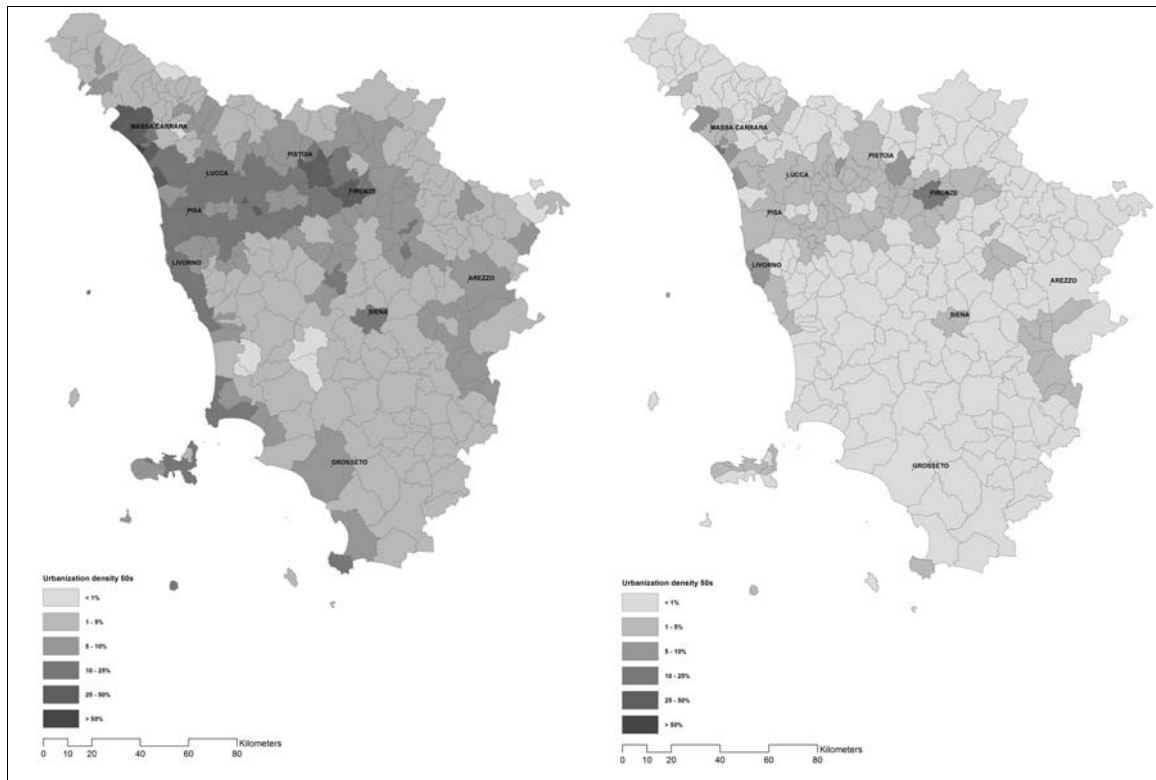 MASSA CARRARA
PISTOIA
LUCCA
FIRENZE
PISA
LIVORNO
AREZZO
SIENA
GROSSETO
Urbanization density 50s
< 1%
1 - 5%
5 - 10%
10 - 25%
25 - 50%
> 50%
Kilometers
0 10 20 40 60 80
MASSA CARRARA
PISTOIA
LUCCA
FIRENZE
PISA
LIVORNO
AREZZO
SIENA
GROSSETO
Urbanization density 50s
< 1%
1 - 5%
5 - 10%
10 - 25%
25 - 50%
> 50%
Kilometers
0 10 20 40 60 80